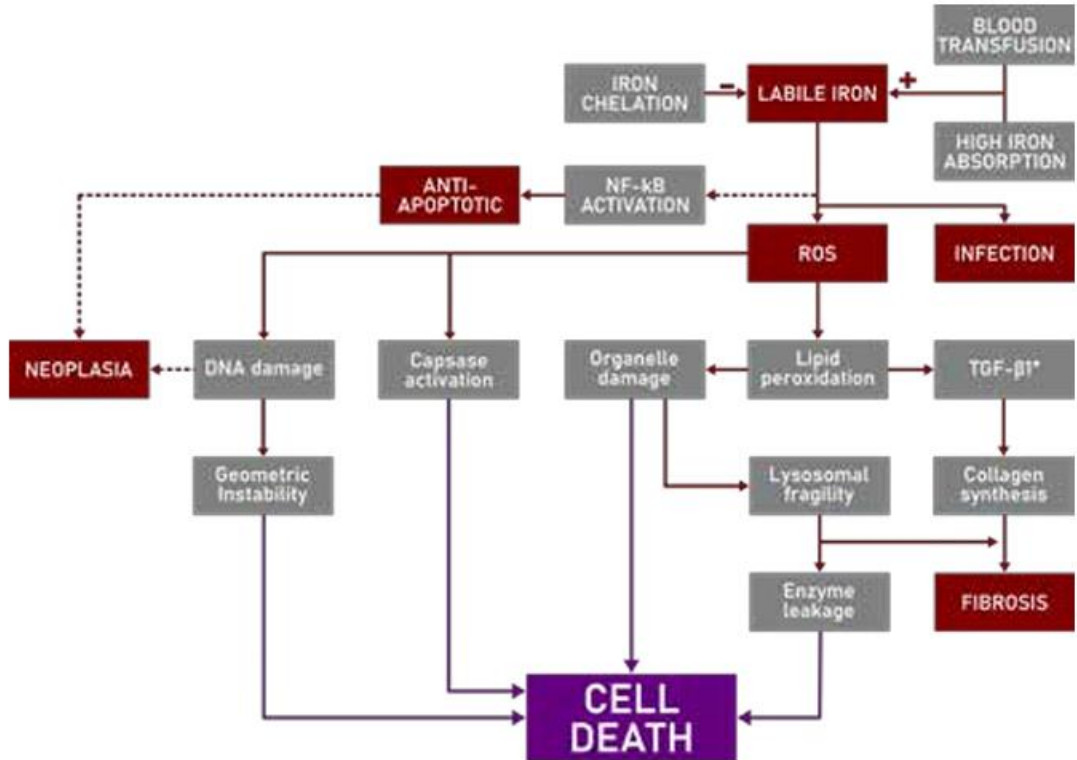 BLOOD
TRANSFUSION
IRON
CHELATION
−
LABILE IRON
+
HIGH IRON
ABSORPTION
ANTI-
APOPTOTIC
NF-kB
ACTIVATION
ROS
INFECTION
NEOPLASIA
DNA damage
Capsase
activation
Organelle
damage
Lipid
peroxidation
TGF-β1*
Geometric
Instability
Lysosomal
fragility
Collagen
synthesis
Enzyme
leakage
FIBROSIS
CELL
DEATH